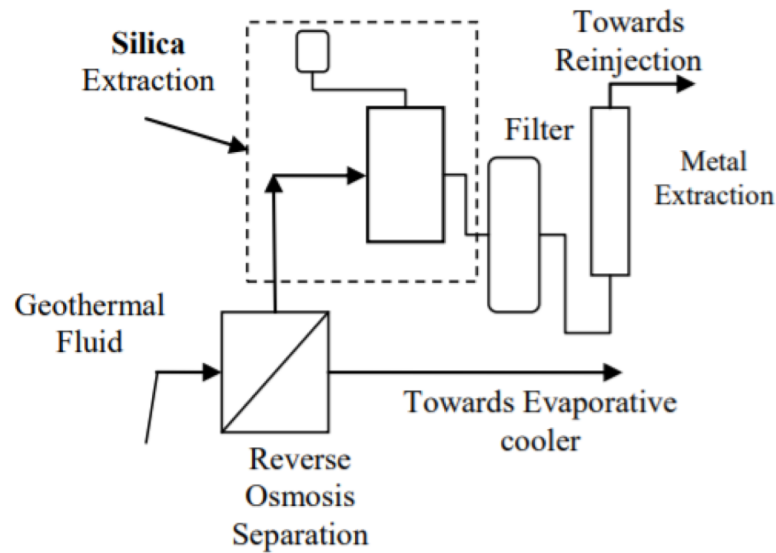 Silica
Extraction
Towards
Reinjection
Filter
Metal
Extraction
Geothermal
Fluid
Towards Evaporative
cooler
Reverse
Osmosis
Separation